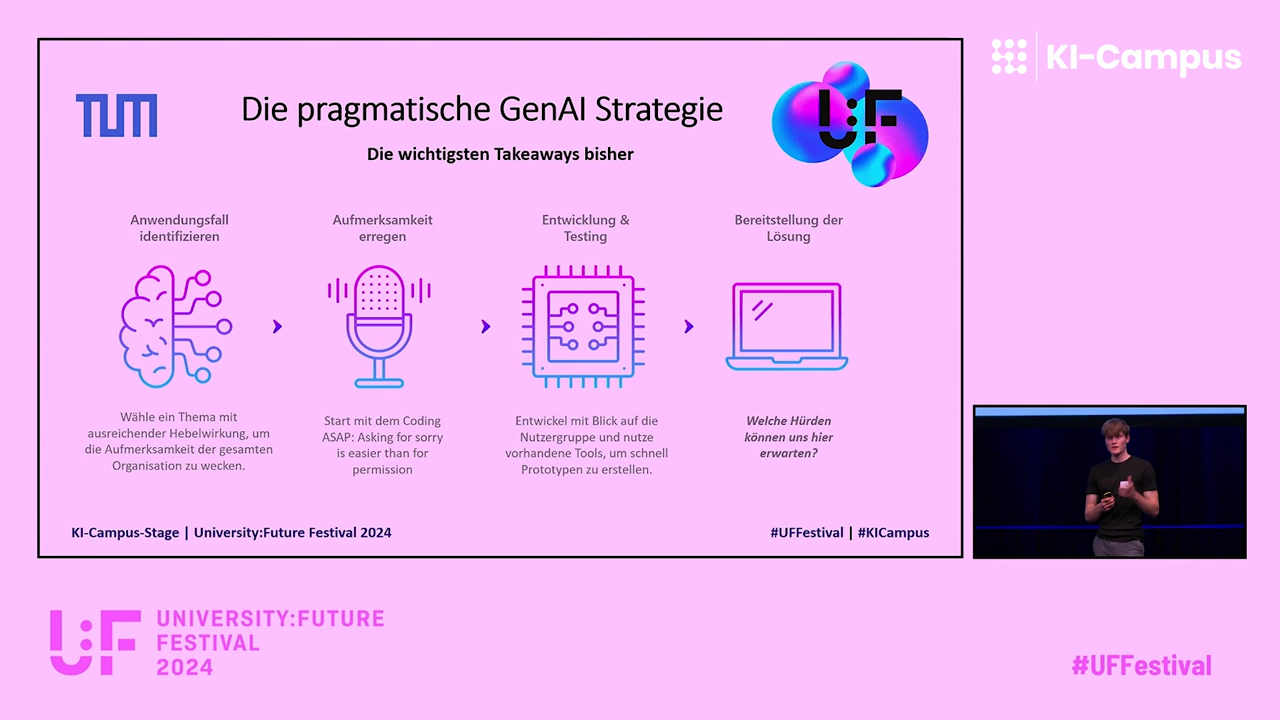 KI-Campus
TUM
Die pragmatische GenAI Strategie
U:F
Die wichtigsten Takeaways bisher
Anwendungsfall
identifizieren
Wähle ein Thema mit
ausreichender Hebelwirkung, um
die Aufmerksamkeit der gesamten
Organisation zu wecken.
Aufmerksamkeit
erregen
Start mit dem Coding
ASAP: Asking for sorry
is easier than for
permission
Entwicklung &
Testing
Entwickel mit Blick auf die
Nutzergruppe und nutze
vorhandene Tools, um schnell
Prototypen zu erstellen.
Bereitstellung der
Lösung
Welche Hürden
können uns hier
erwarten?
KI-Campus-Stage | University:Future Festival 2024
#UFFestival | #KICampus
U:F
UNIVERSITY:FUTURE
FESTIVAL
2024
#UFFestival